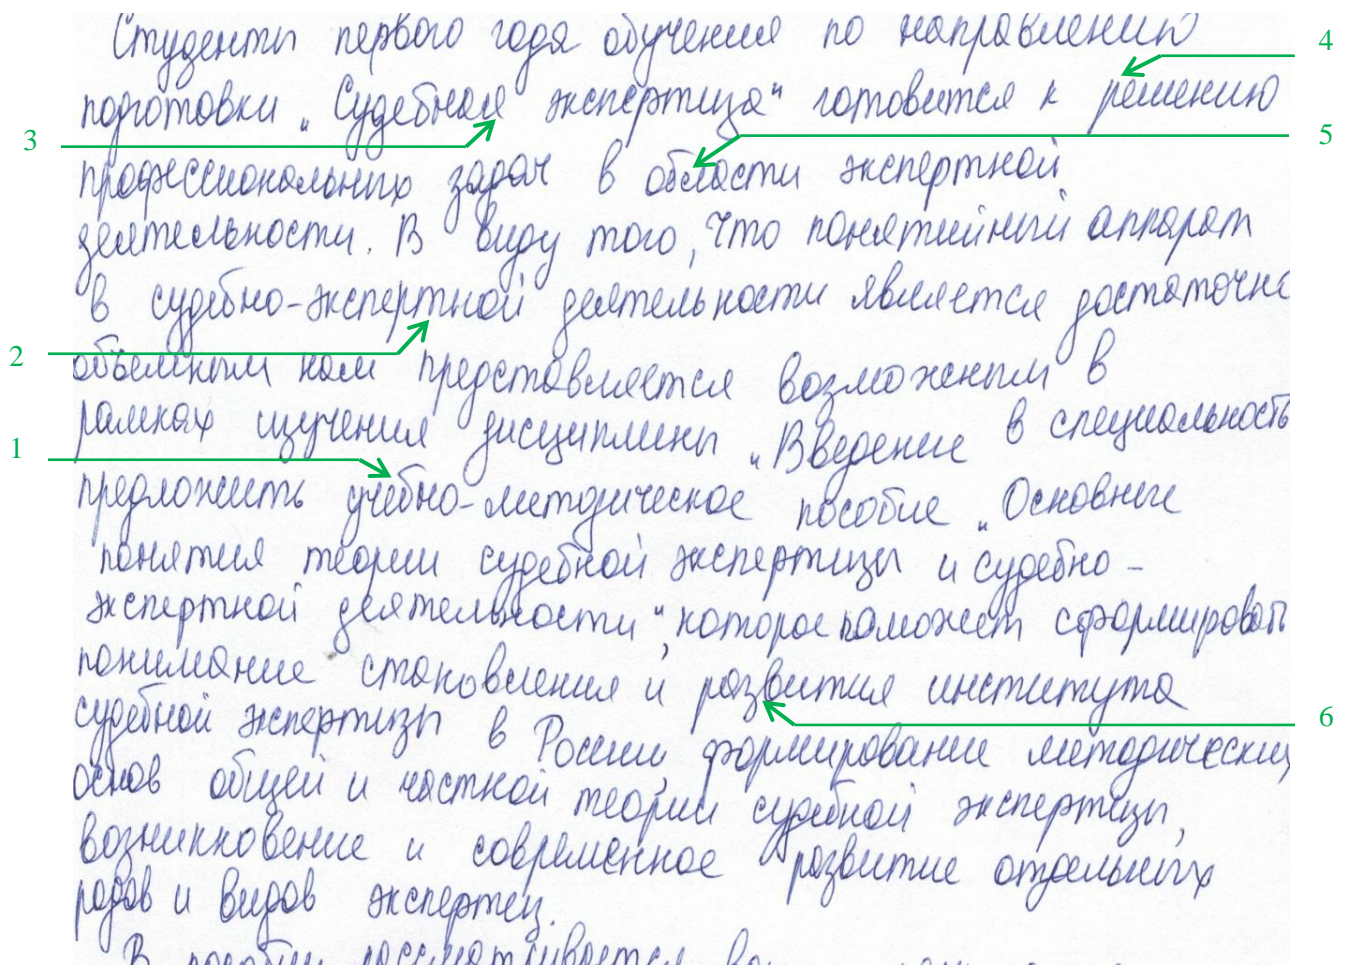 Студенты первого года обучения по направлению
4
подготовки „Судебная экспертиза“ готовится к решению
3
5
профессиональных задач в области экспертной
деятельности. В виду того, что понятийный аппарат
в судебно-экспертной деятельности является достаточно
2
объемным нам представляется возможным в
рамках изучения дисциплины „Введение в специальность
1
предложить учебно-методическое пособие „Основные
понятия теории судебной экспертизы и судебно-
экспертной деятельности“, которое поможет сформировать
понимание становления и развития института
6
судебной экспертизы в России, формирование методических
основ общей и частной теории судебной экспертизы,
возникновение и современное развитие отдельных
родов и видов экспертиз.
В пособии рассматривается